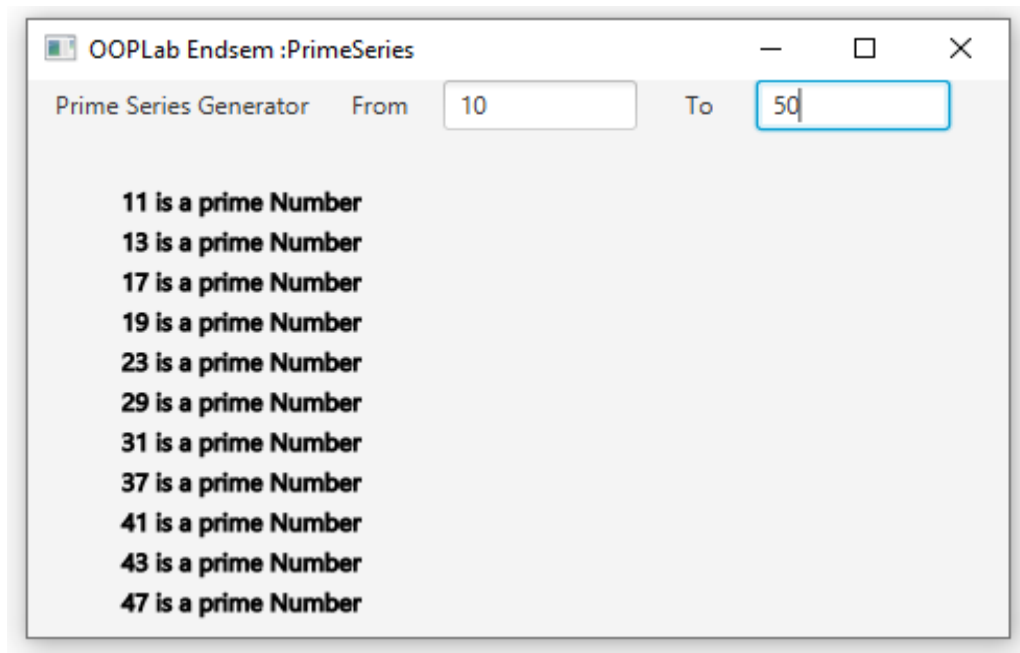 OOPLab Endsem :PrimeSeries
Prime Series Generator From 10 To 50
11 is a prime Number
13 is a prime Number
17 is a prime Number
19 is a prime Number
23 is a prime Number
29 is a prime Number
31 is a prime Number
37 is a prime Number
41 is a prime Number
43 is a prime Number
47 is a prime Number